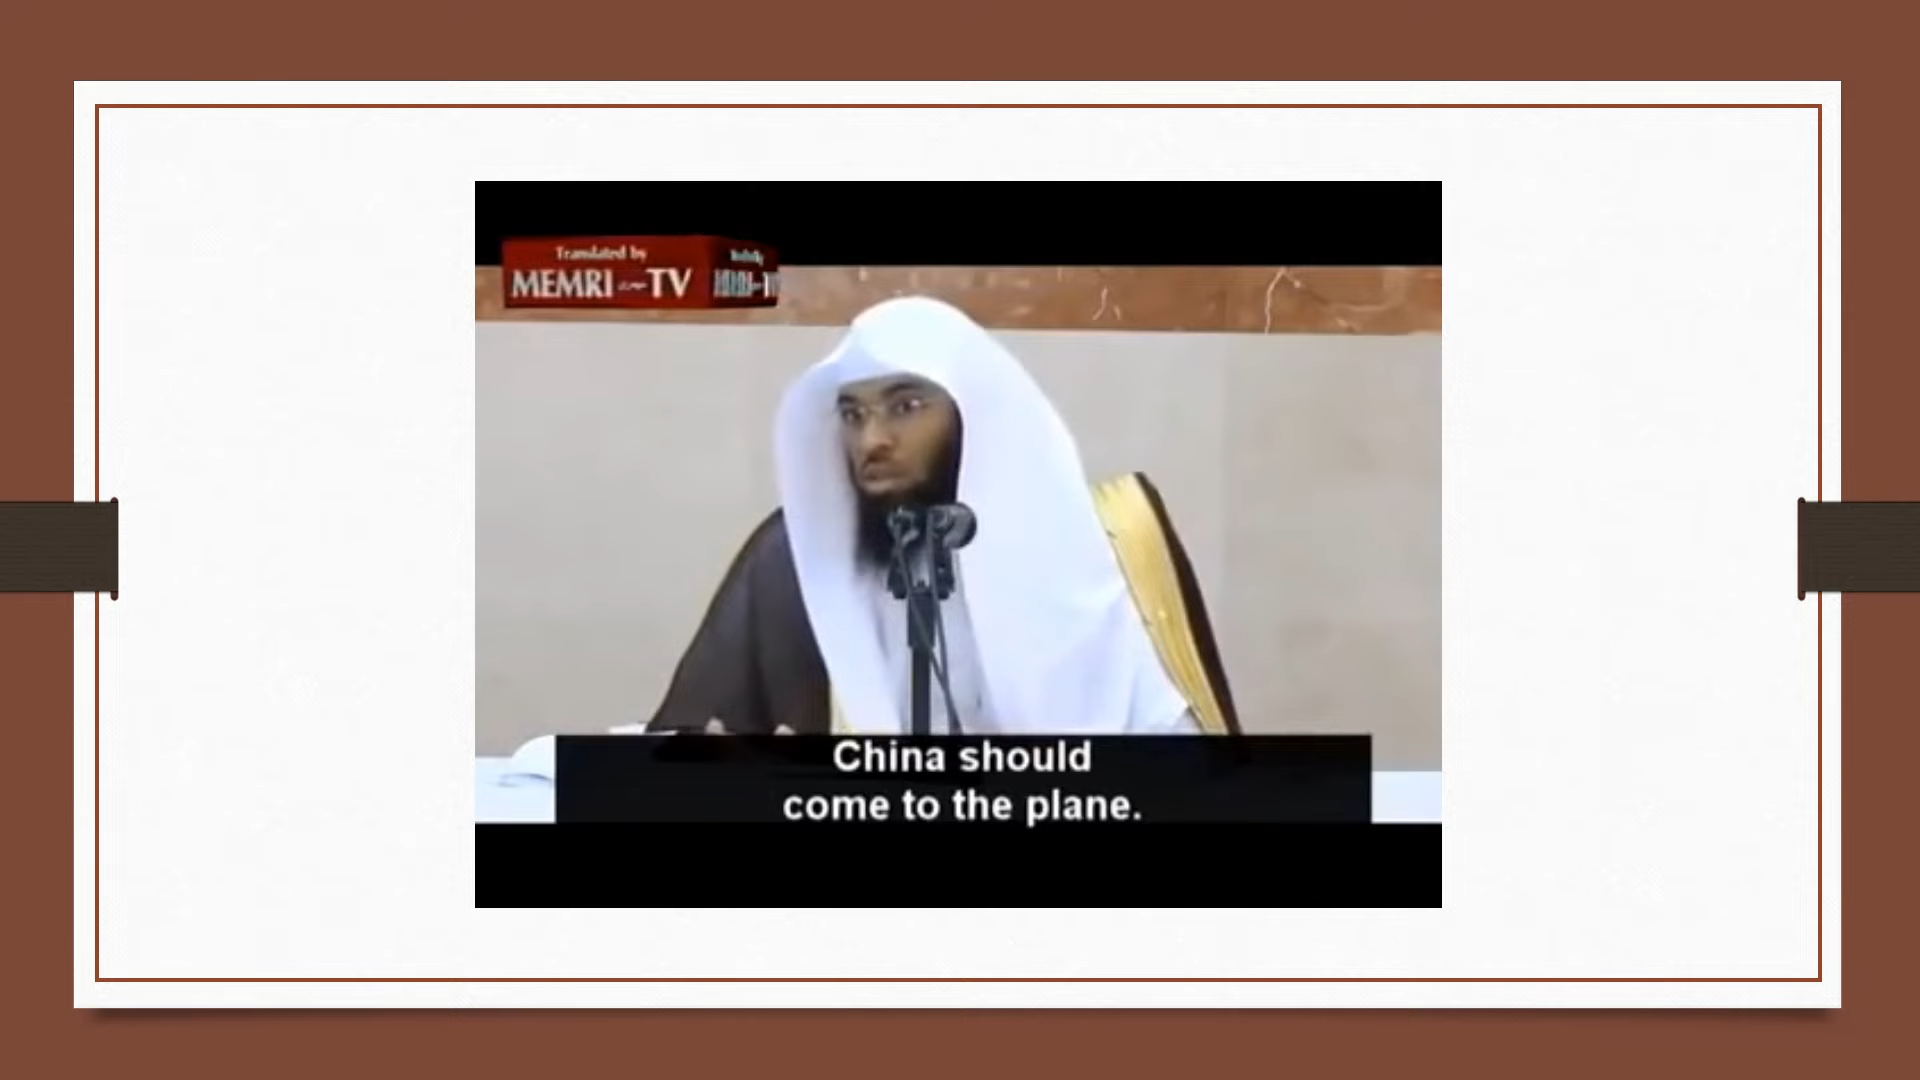 Translated by
MEMRI TV
China should
come to the plane.